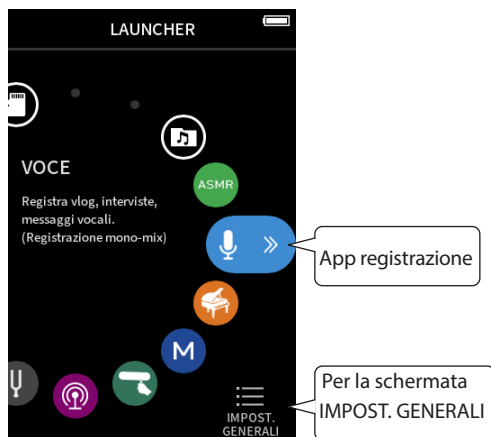 LAUNCHER
VOCE
Registra vlog, interviste,
messaggi vocali.
(Registrazione mono-mix)
ASMR
App registrazione
M
Per la schermata
IMPOST. GENERALI
IMPOST.
GENERALI